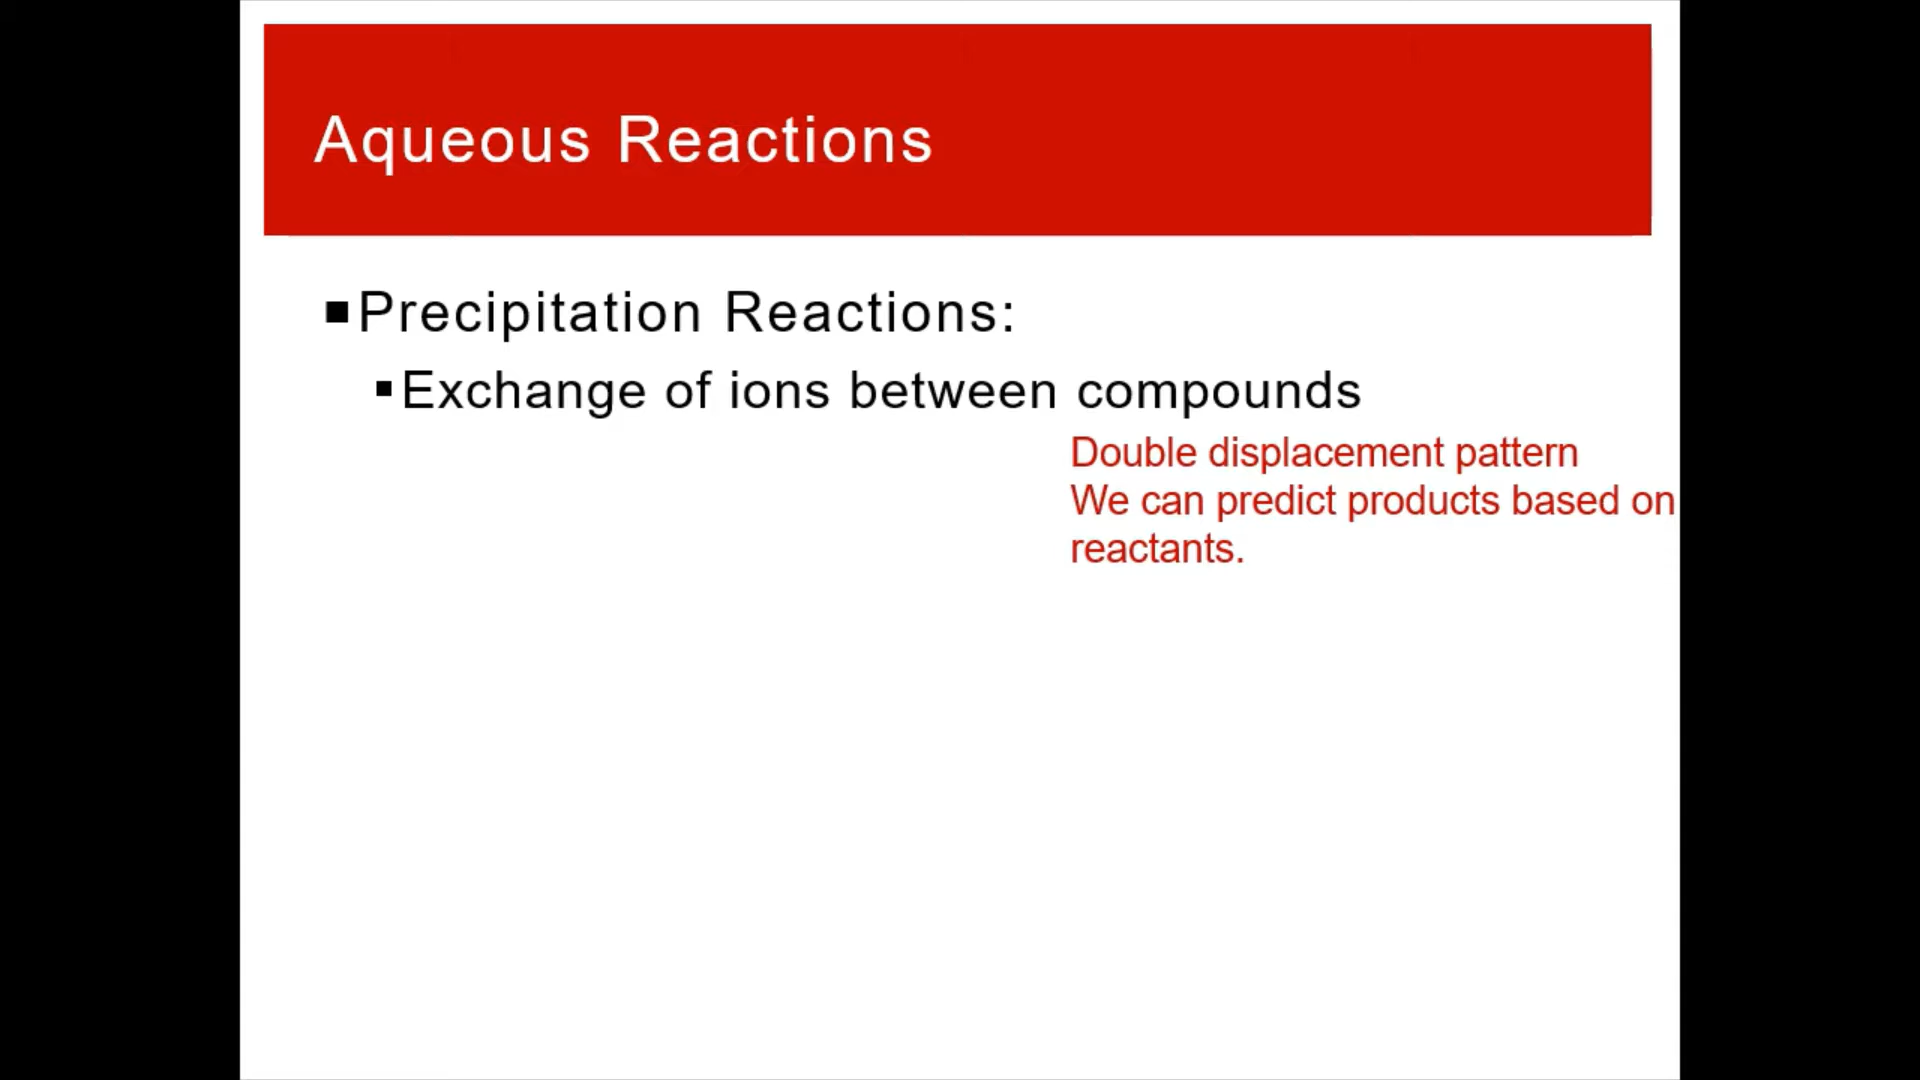 Aqueous Reactions
Precipitation Reactions:
Exchange of ions between compounds
Double displacement pattern
We can predict products based on
reactants.